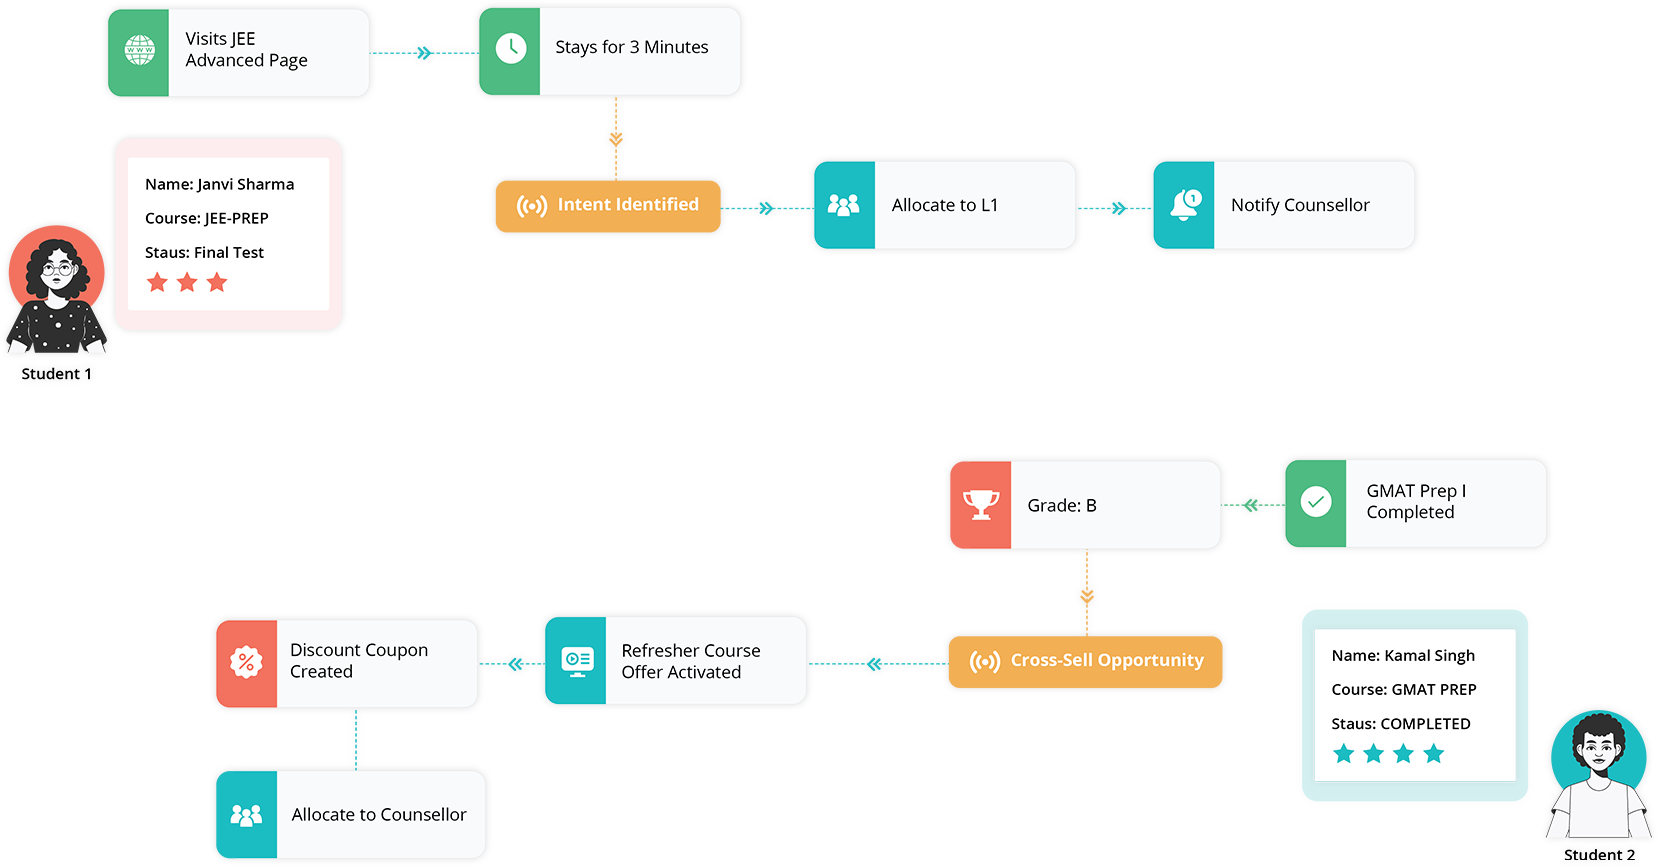 Visits JEE
Advanced Page
WWW
Stays for 3 Minutes
Name: Janvi Sharma
Course: JEE-PREP
Staus: Final Test
Student 1
Intent Identified
Allocate to L1
1
Notify Counsellor
GMAT Prep I
Completed
Grade: B
Cross-Sell Opportunity
Refresher Course
Offer Activated
%
Discount Coupon
Created
Allocate to Counsellor
Name: Kamal Singh
Course: GMAT PREP
Staus: COMPLETED
Student 2